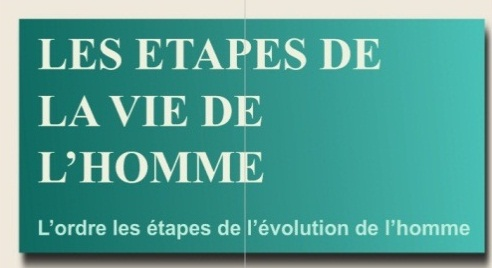 LES ETAPES DE
LA VIE DE
L’HOMME
L’ordre les étapes de l’évolution de l’homme